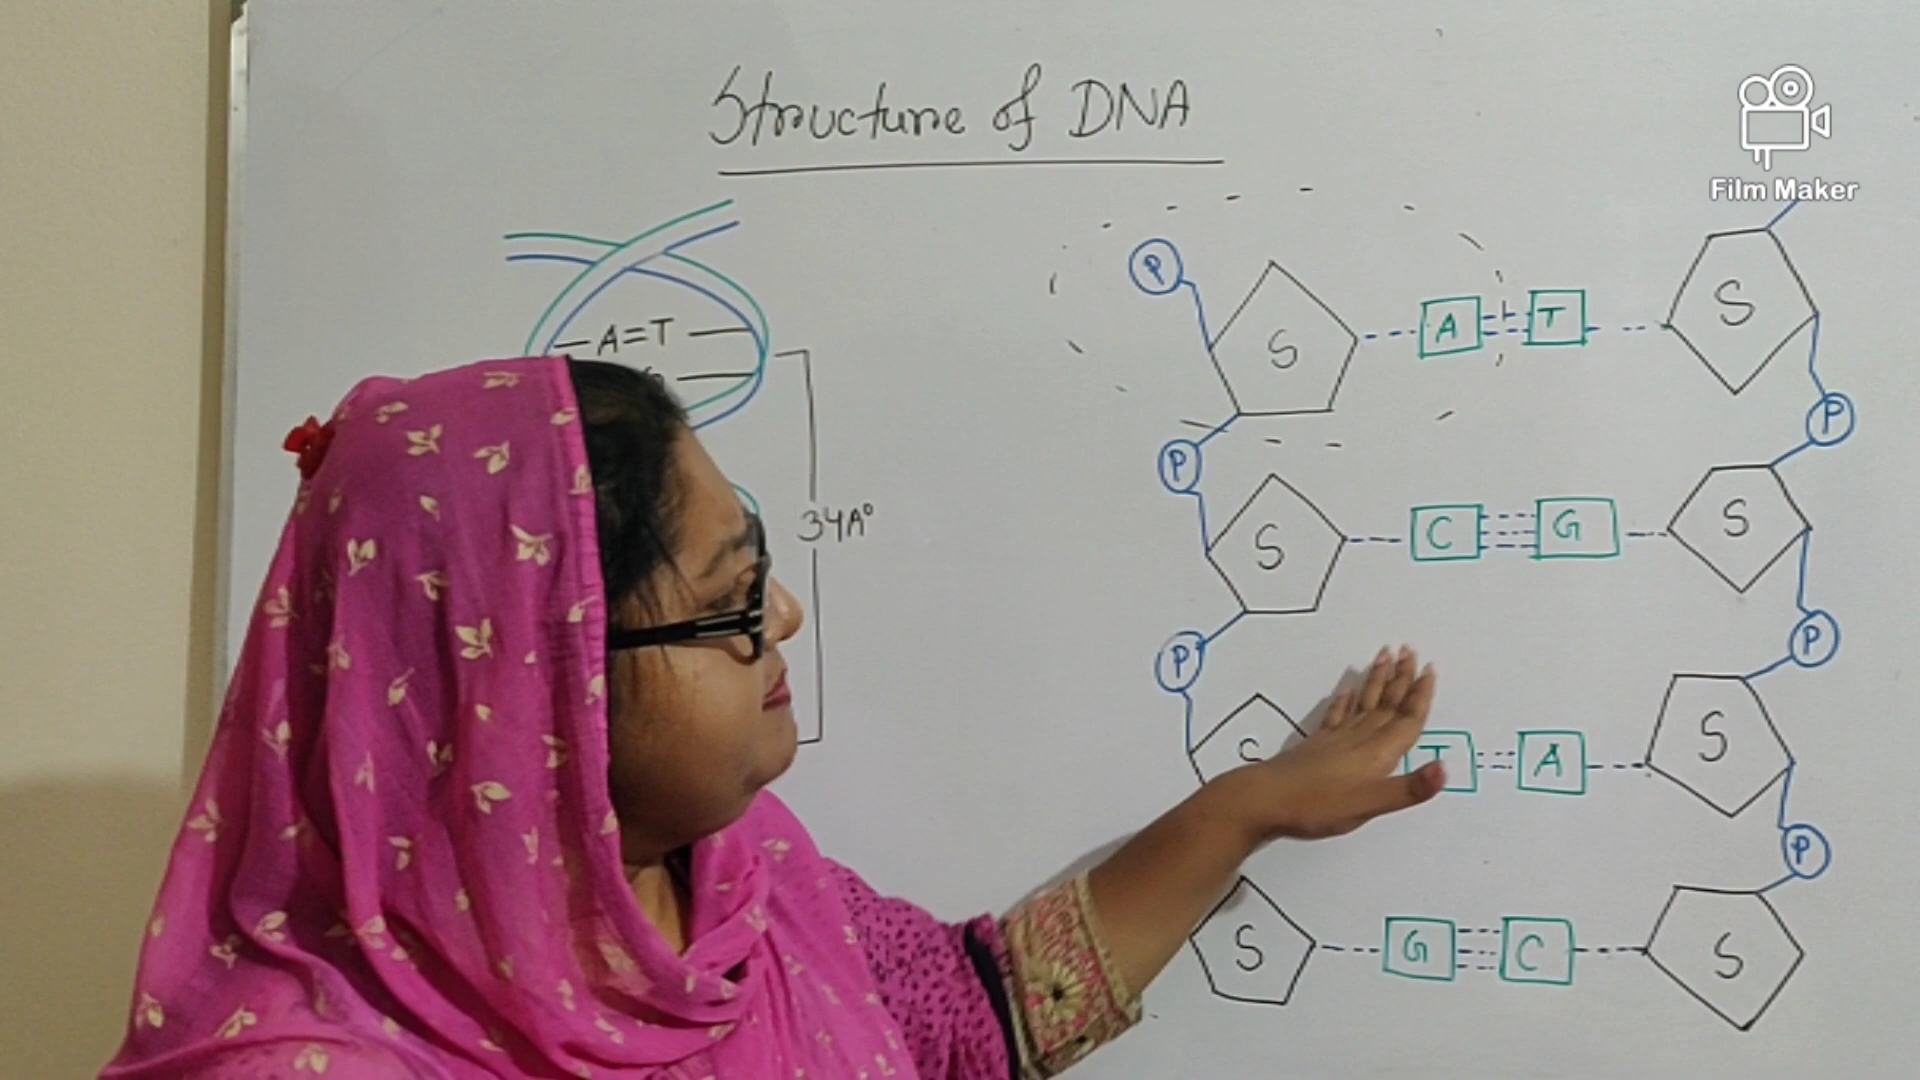 Structure of DNA
Film Maker
A=T
34A°
P S A T S
P
P S C G S
P
P S T A S
P
S G C S